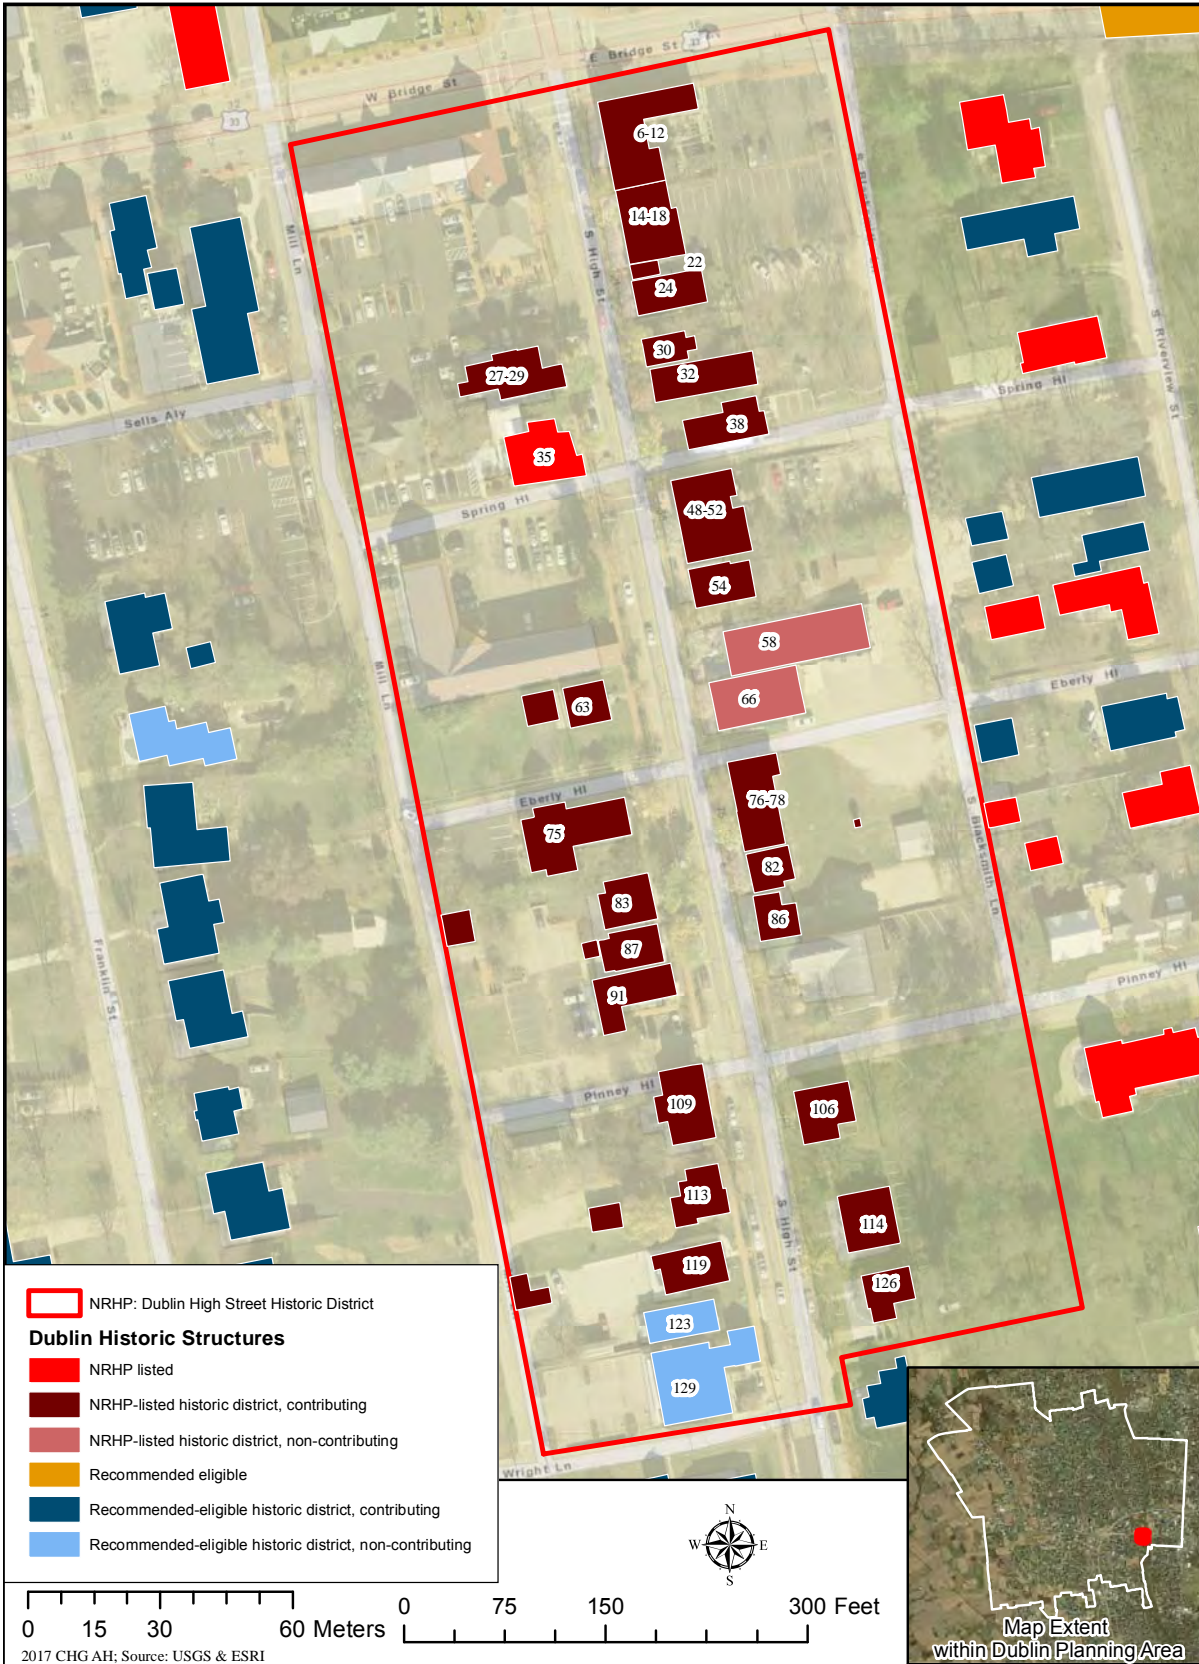 E Bridge St
33
W Bridge St
33
6-12
S High St
14-18
Mill Ln
22
24
S Riverview St
30
27-29
32
Spring Hl
Sells Aly
38
35
Spring Hl
48-52
54
58
Mill Ln
Eberly Hl
66
63
Eberly Hl
76-78
75
82
S Blacksmith Ln
83
86
87
Franklin St
91
Pinney Hl
Pinney Hl
109
106
113
114
S High St
119
126
123
129
Wright Ln
NRHP: Dublin High Street Historic District
Dublin Historic Structures
NRHP listed
NRHP-listed historic district, contributing
NRHP-listed historic district, non-contributing
Recommended eligible
Recommended-eligible historic district, contributing
Recommended-eligible historic district, non-contributing
N
W E
S
0 15 30 60 Meters
0 75 150 300 Feet
2017 CHG AH; Source: USGS & ESRI
Map Extent
within Dublin Planning Area